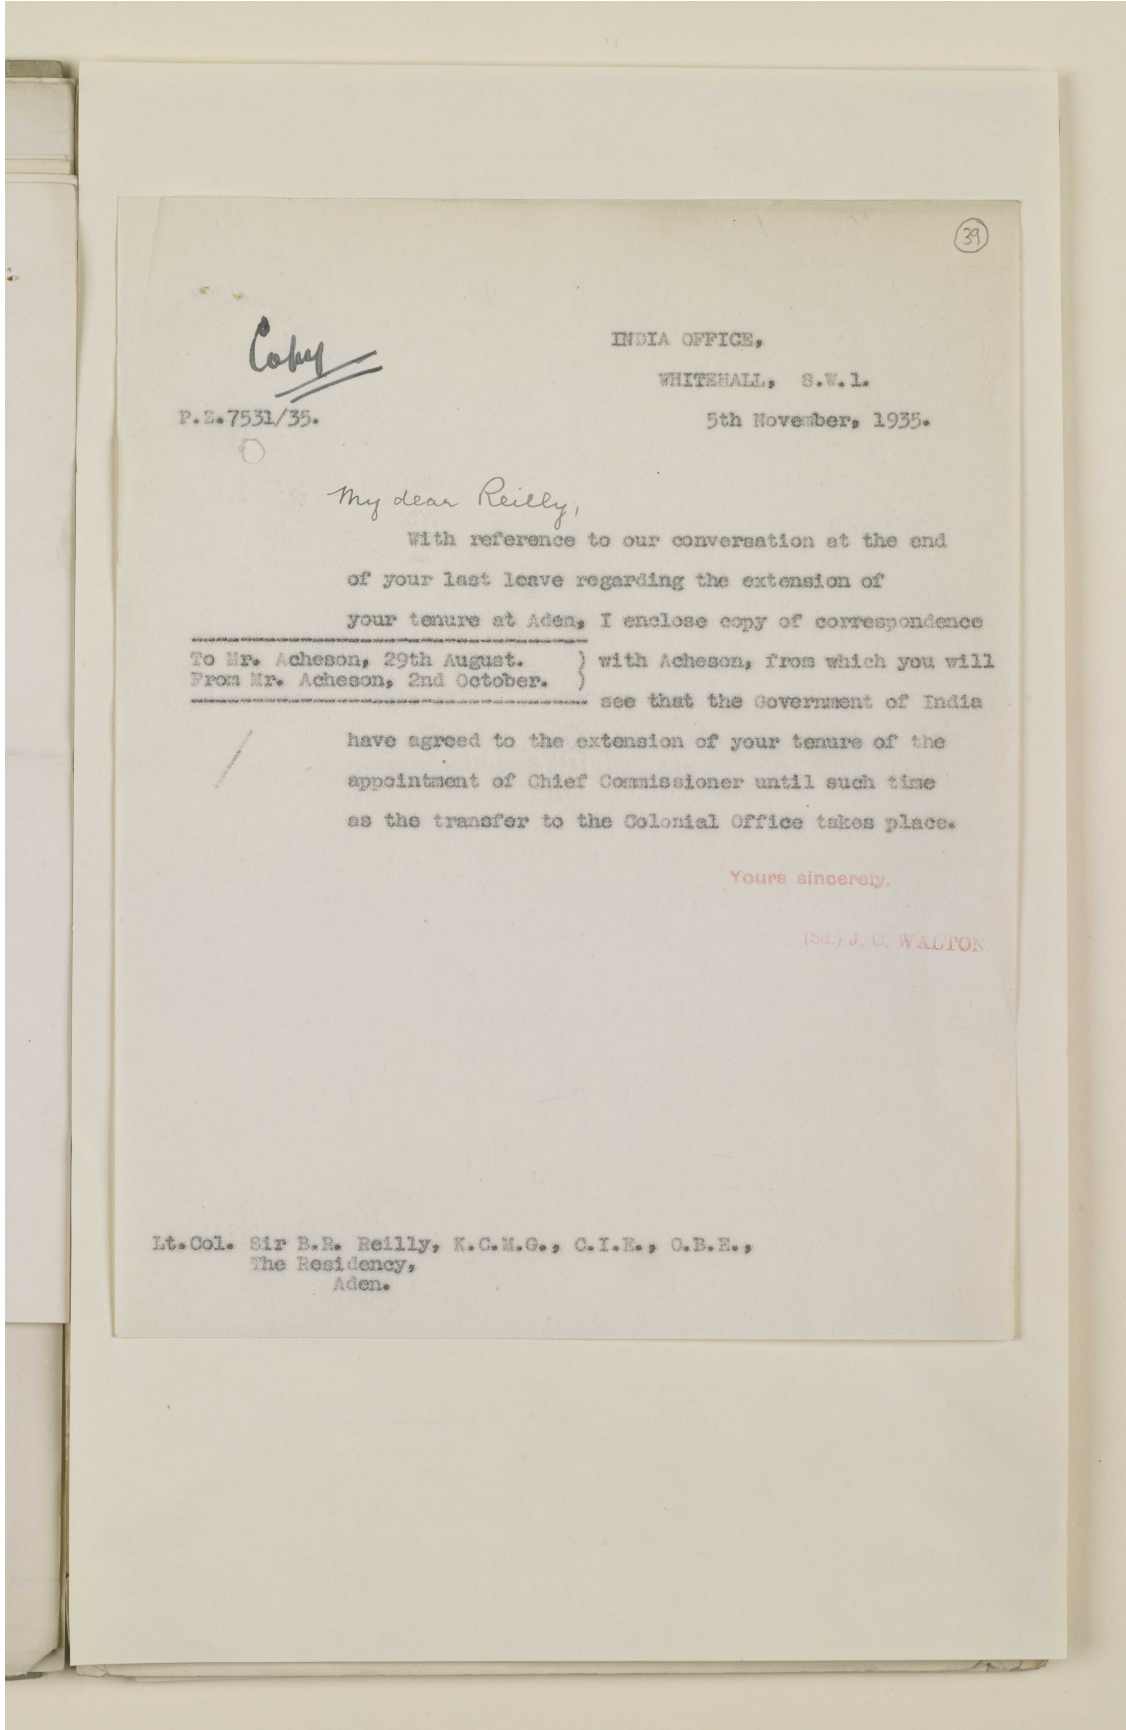 39
Copy
INDIA OFFICE,
WHITEHALL, S.W.1.
P.Z.7531/35.
5th November, 1935.
My dear Reilly,
With reference to our conversation at the end
of your last leave regarding the extension of
your tenure at Aden, I enclose copy of correspondence
To Mr. Acheson, 29th August. ) with Acheson, from which you will
From Mr. Acheson, 2nd October. )
see that the Government of India
have agreed to the extension of your tenure of the
appointment of Chief Commissioner until such time
as the transfer to the Colonial Office takes place.
Yours sincerely,
(Sd.) J. C. WALTON
Lt.Col. Sir B.R. Reilly, K.C.M.G., C.I.E., O.B.E.,
The Residency,
Aden.